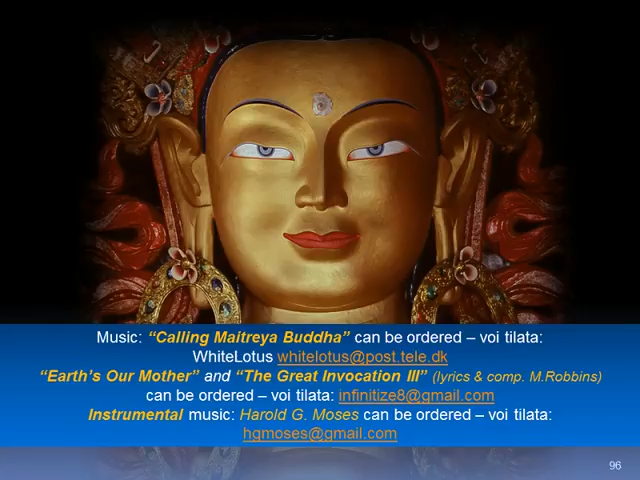 Music: “Calling Maitreya Buddha” can be ordered – voi tilata:
WhiteLotus whitelotus@post.tele.dk
“Earth’s Our Mother” and “The Great Invocation III” (lyrics & comp. M.Robbins)
can be ordered – voi tilata: infinitize8@gmail.com
Instrumental music: Harold G. Moses can be ordered – voi tilata:
hgmoses@gmail.com
96